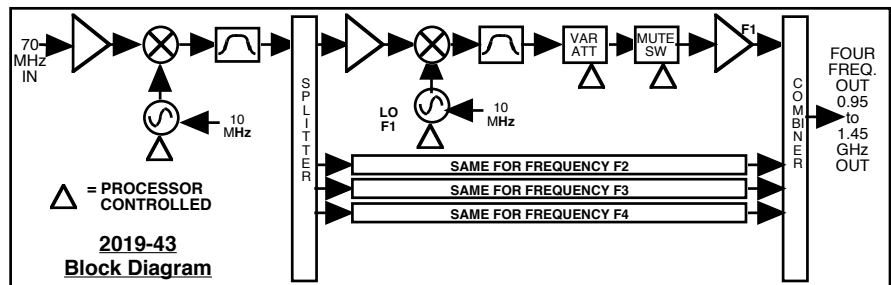 70
MHz
IN
10
MHz
SPLITTER
LO
F1
10
MHz
VAR
ATT
MUTE
SW
F1
COMBINER
FOUR
FREQ.
OUT
0.95
to
1.45
GHz
OUT
SAME FOR FREQUENCY F2
SAME FOR FREQUENCY F3
SAME FOR FREQUENCY F4
= PROCESSOR
CONTROLLED
2019-43
Block Diagram